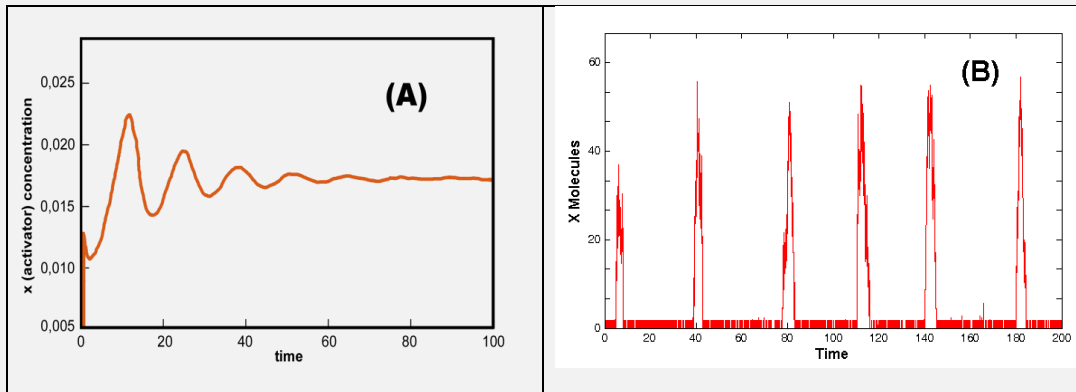 (A)
x (activator) concentration
0,025
0,020
0,015
0,010
0,005
0 20 40 60 80 100
time
(B)
X Molecules
60
40
20
0
0 20 40 60 80 100 120 140 160 180 200
Time